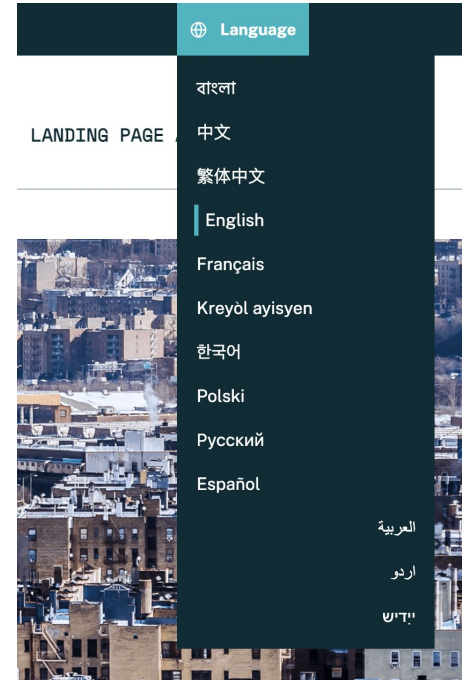 Language
LANDING PAGE
বাংলা
中文
繁体中文
English
Français
Kreyòl ayisyen
한국어
Polski
Русский
Español
العربية
اردو
ייִדיש